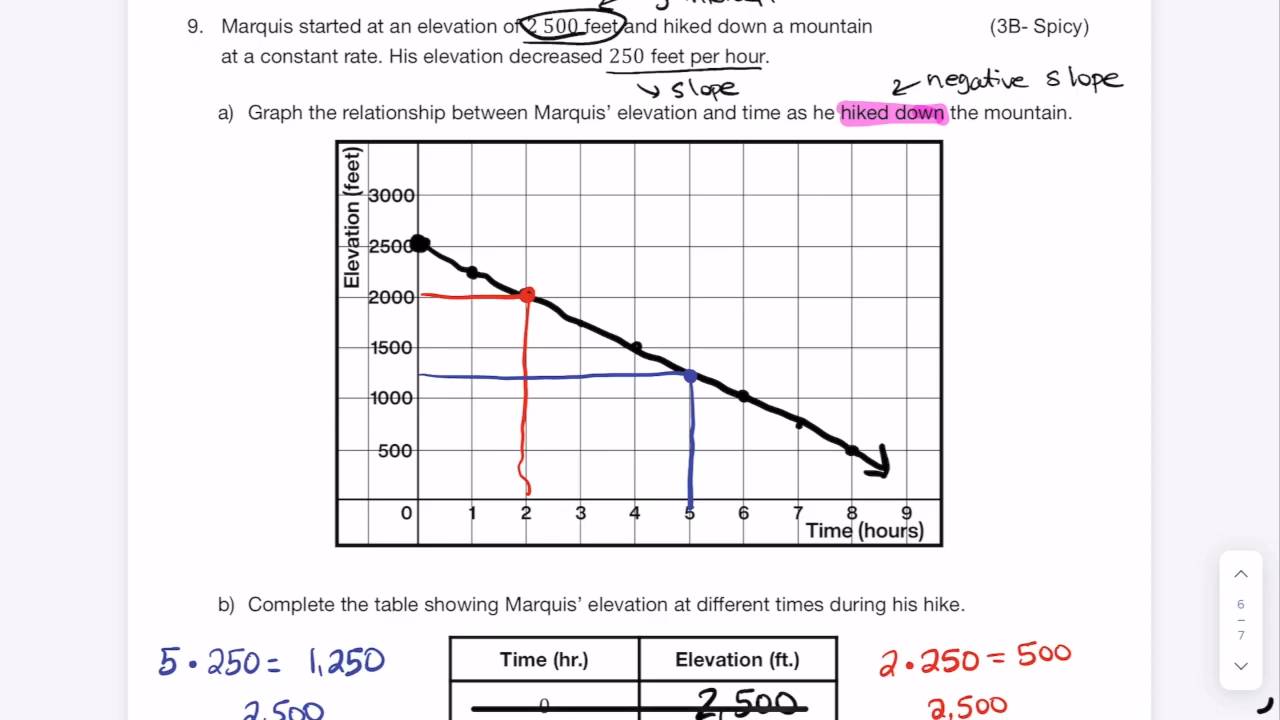 9. Marquis started at an elevation of 2 500 feet and hiked down a mountain (3B- Spicy)
at a constant rate. His elevation decreased 250 feet per hour.
↳ slope
negative slope
a) Graph the relationship between Marquis’ elevation and time as he hiked down the mountain.
Elevation (feet)
3000
2500
2000
1500
1000
500
0 1 2 3 4 5 6 7 8 9
Time (hours)
b) Complete the table showing Marquis’ elevation at different times during his hike.
5 · 250 = 1,250
2,500
Time (hr.) Elevation (ft.)
0 2,500
2 · 250 = 500
2,500
6
7